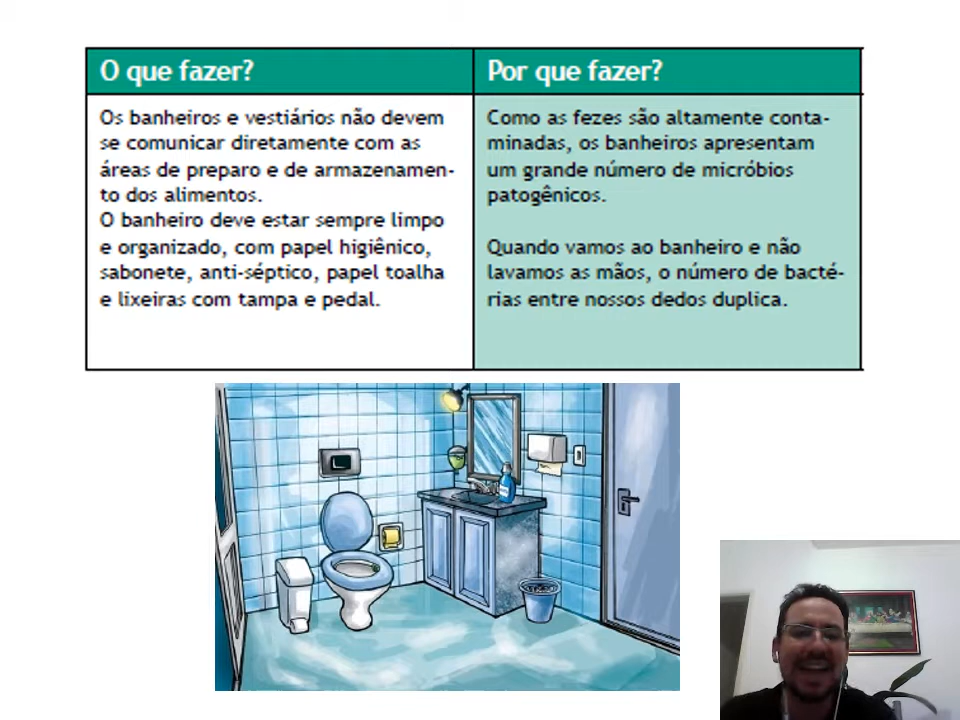 O que fazer?
Os banheiros e vestiários não devem
se comunicar diretamente com as
áreas de preparo e de armazenamen-
to dos alimentos.
O banheiro deve estar sempre limpo
e organizado, com papel higiênico,
sabonete, anti-séptico, papel toalha
e lixeiras com tampa e pedal.
Por que fazer?
Como as fezes são altamente conta-
minadas, os banheiros apresentam
um grande número de micróbios
patogênicos.
Quando vamos ao banheiro e não
lavamos as mãos, o número de bacté-
rias entre nossos dedos duplica.